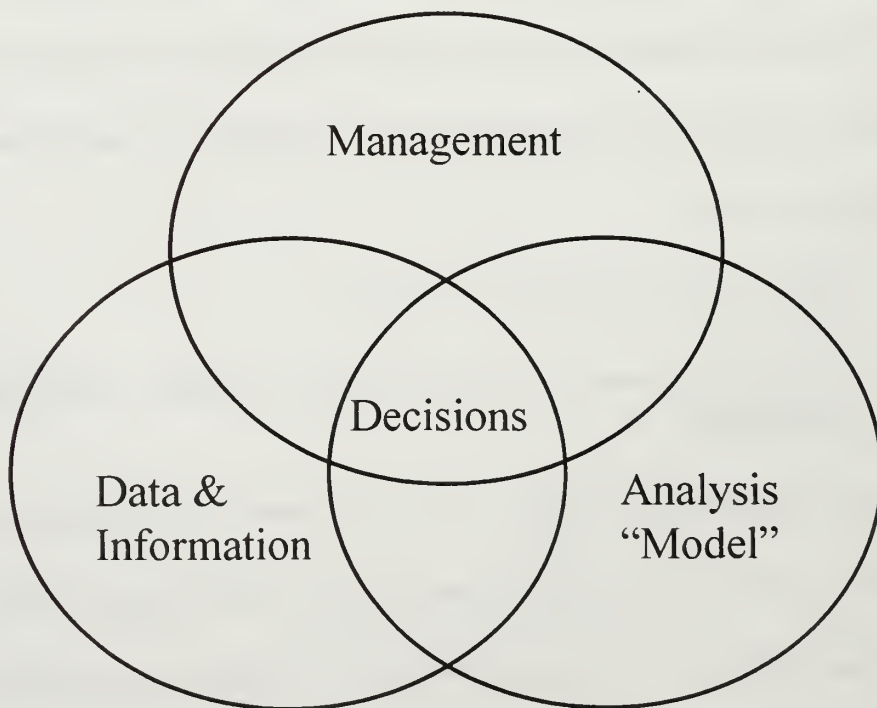 Management
Decisions
Data &
Information
Analysis
“Model”